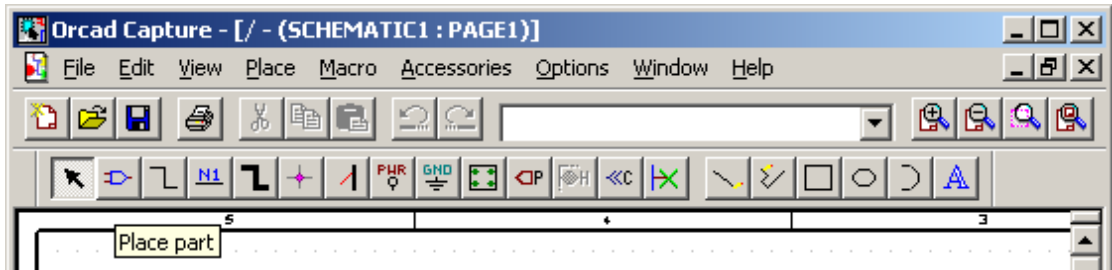 Orcad Capture - [/ - (SCHEMATIC1 : PAGE1)]
File Edit View Place Macro Accessories Options Window Help
N1 PWR GND P H C A
5 4 3
Place part